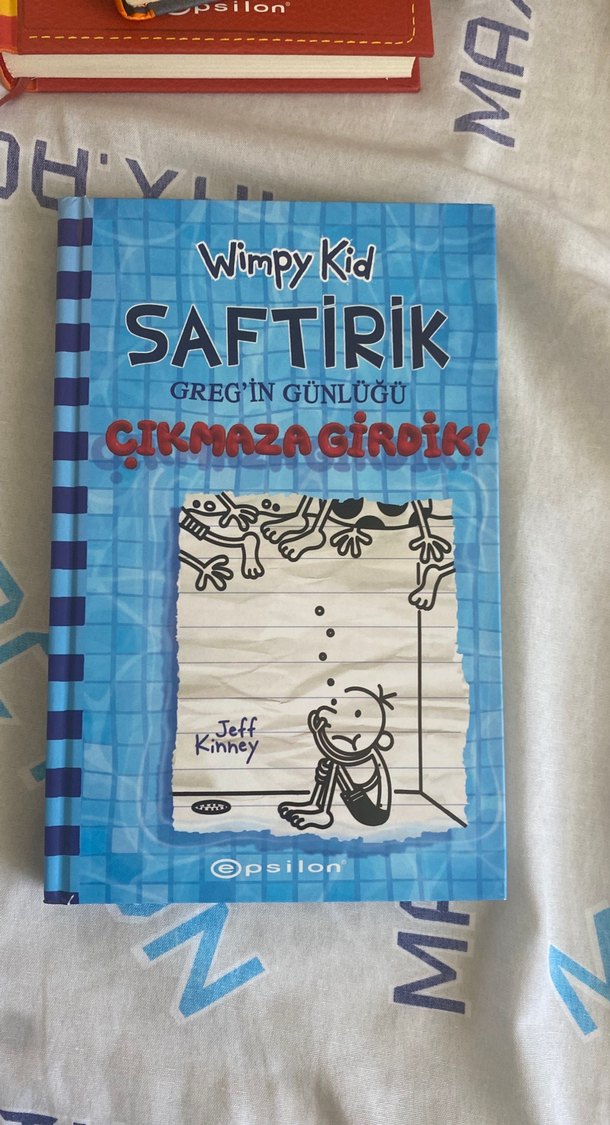 epsilon
Wimpy Kid
SAFTİRİK
GREG'İN GÜNLÜĞÜ
ÇIKMAZA GİRDİK!
Jeff
Kinney
epsilon